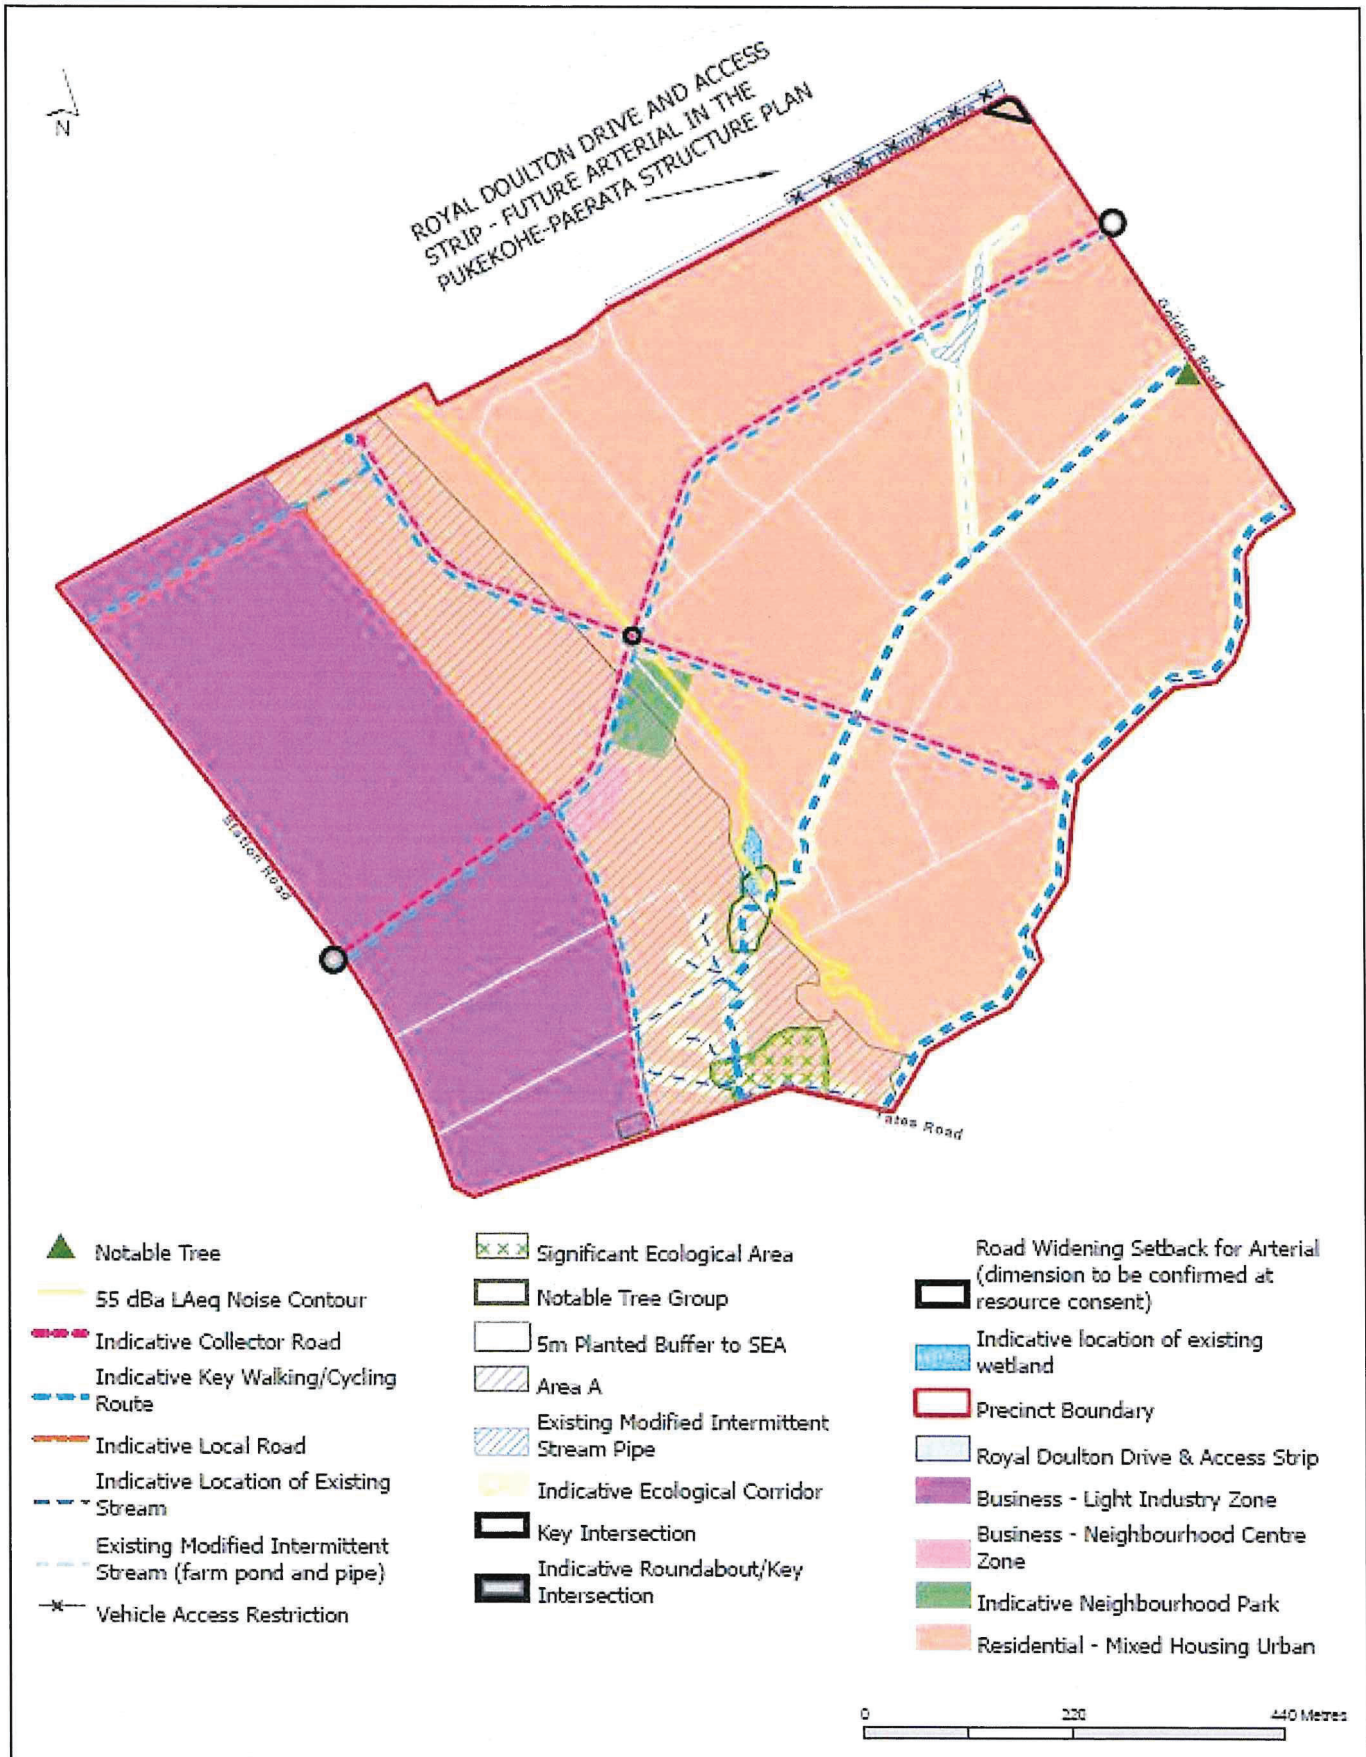 ROYAL DOULTON DRIVE AND ACCESS
STRIP - FUTURE ARTERIAL IN THE
PUKEKOHE-PAERATA STRUCTURE PLAN
N
Golding Road
Station Road
Yates Road
Notable Tree
55 dBa LAeq Noise Contour
Indicative Collector Road
Indicative Key Walking/Cycling
Route
Indicative Local Road
Indicative Location of Existing
Stream
Existing Modified Intermittent
Stream (farm pond and pipe)
Vehicle Access Restriction
Significant Ecological Area
Notable Tree Group
5m Planted Buffer to SEA
Area A
Existing Modified Intermittent
Stream Pipe
Indicative Ecological Corridor
Key Intersection
Indicative Roundabout/Key
Intersection
Road Widening Setback for Arterial
(dimension to be confirmed at
resource consent)
Indicative location of existing
wetland
Precinct Boundary
Royal Doulton Drive & Access Strip
Business - Light Industry Zone
Business - Neighbourhood Centre
Zone
Indicative Neighbourhood Park
Residential - Mixed Housing Urban
0 220 440 Metres